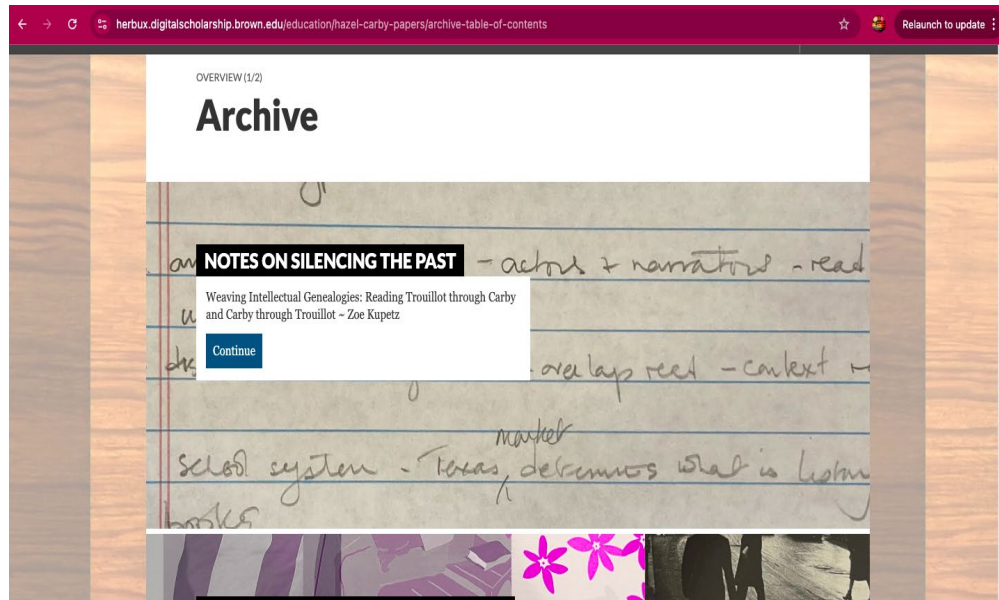 herbux.digitalscholarship.brown.edu/education/hazel-carby-papers/archive-table-of-contents
Relaunch to update
OVERVIEW (1/2)
Archive
NOTES ON SILENCING THE PAST - actors + narrators - read
Weaving Intellectual Genealogies: Reading Trouillot through Carby
and Carby through Trouillot ~ Zoe Kupetz
Continue
- overlap - context
market
School system - Texas, determines what is
books